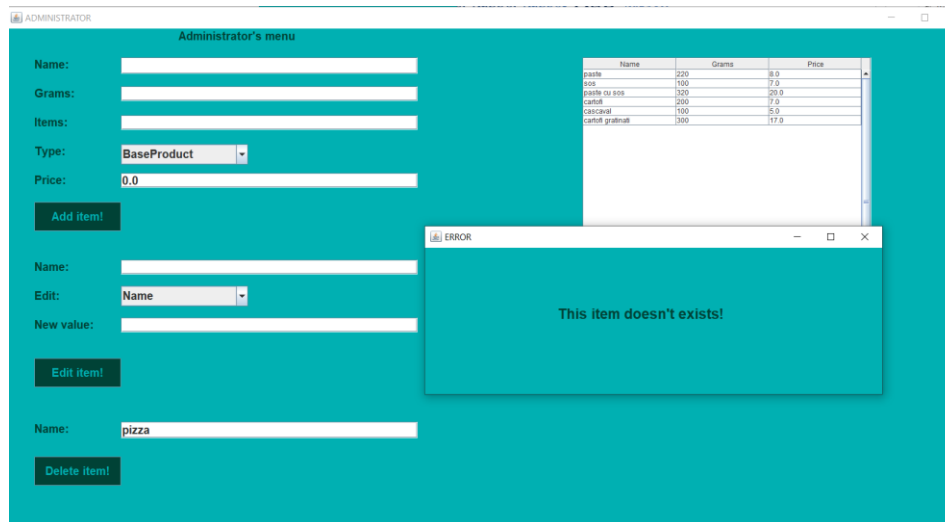 ADMINISTRATOR
Administrator's menu
Name:
Grams:
Items:
Type: BaseProduct
Price: 0.0
Add item!
Name:
Edit: Name
New value:
Edit item!
Name: pizza
Delete item!
Name Grams Price
paste 220 8.0
sos 100 7.0
paste cu sos 320 20.0
cartofi 200 7.0
cascaval 100 5.0
cartofi gratinati 300 17.0
ERROR
This item doesn't exists!